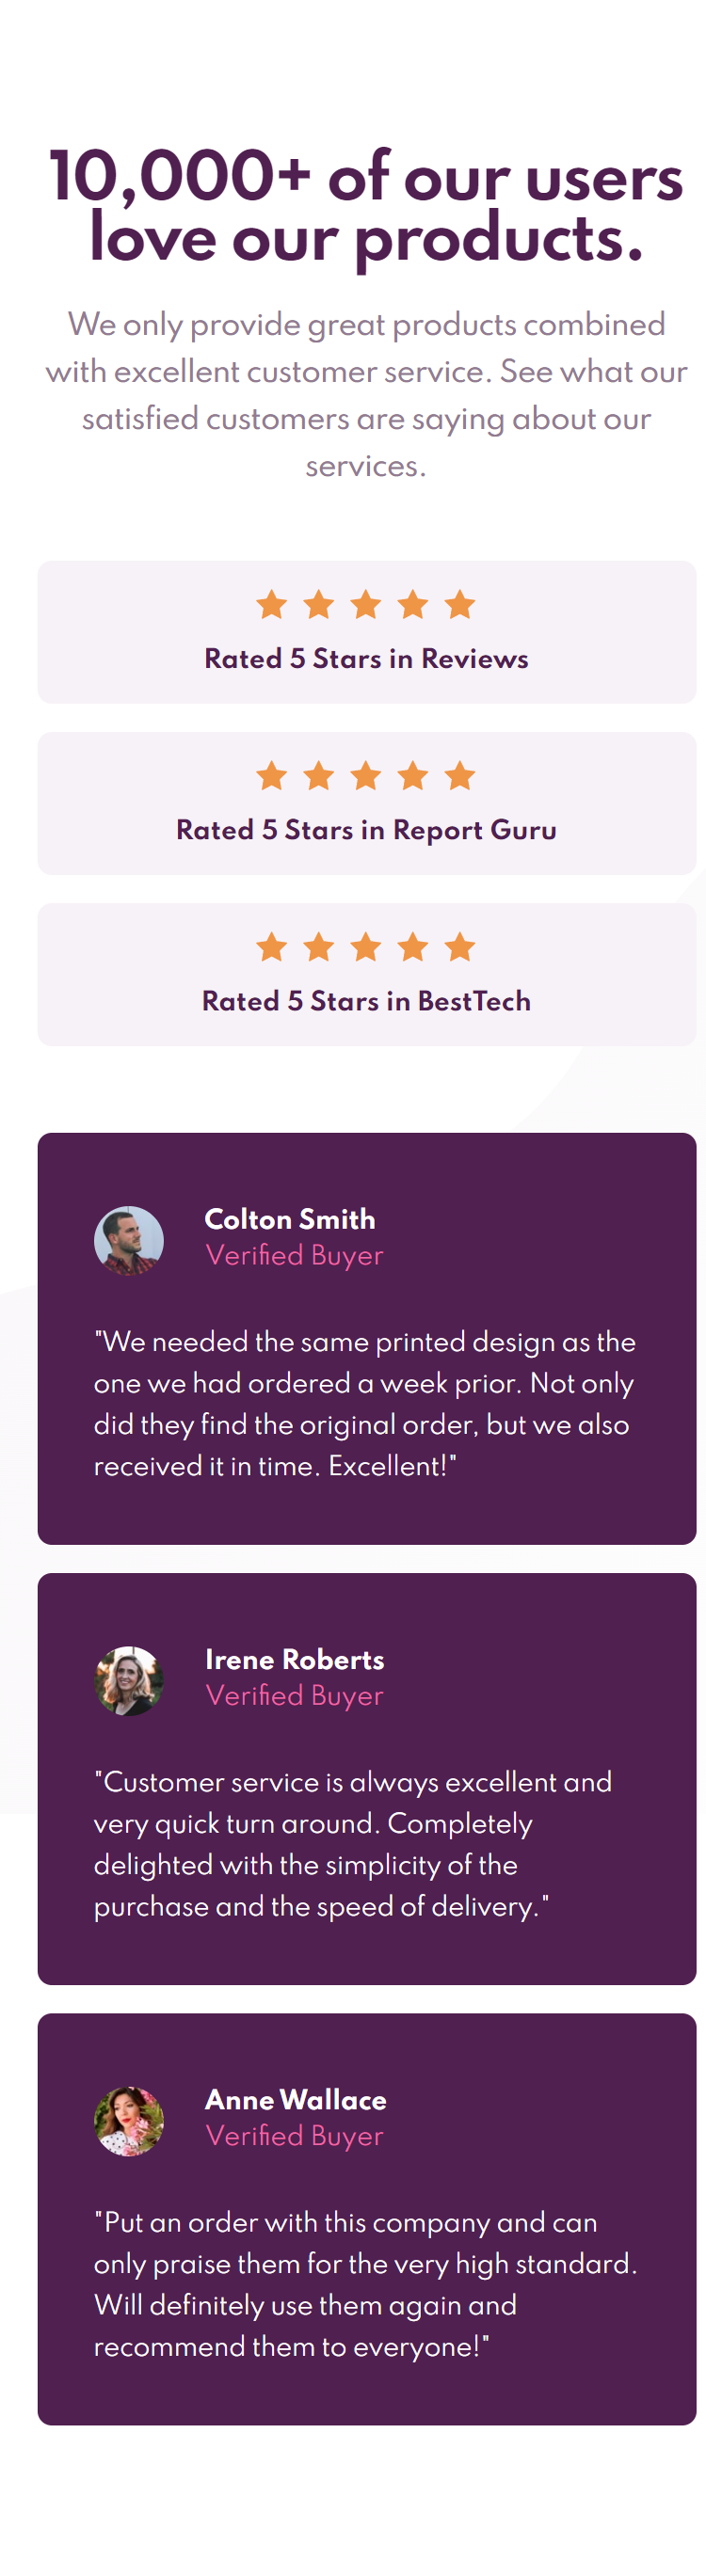 10,000+ of our users
love our products.
We only provide great products combined
with excellent customer service. See what our
satisfied customers are saying about our
services.
Rated 5 Stars in Reviews
Rated 5 Stars in Report Guru
Rated 5 Stars in BestTech
Colton Smith
Verified Buyer
"We needed the same printed design as the
one we had ordered a week prior. Not only
did they find the original order, but we also
received it in time. Excellent!"
Irene Roberts
Verified Buyer
"Customer service is always excellent and
very quick turn around. Completely
delighted with the simplicity of the
purchase and the speed of delivery."
Anne Wallace
Verified Buyer
"Put an order with this company and can
only praise them for the very high standard.
Will definitely use them again and
recommend them to everyone!"